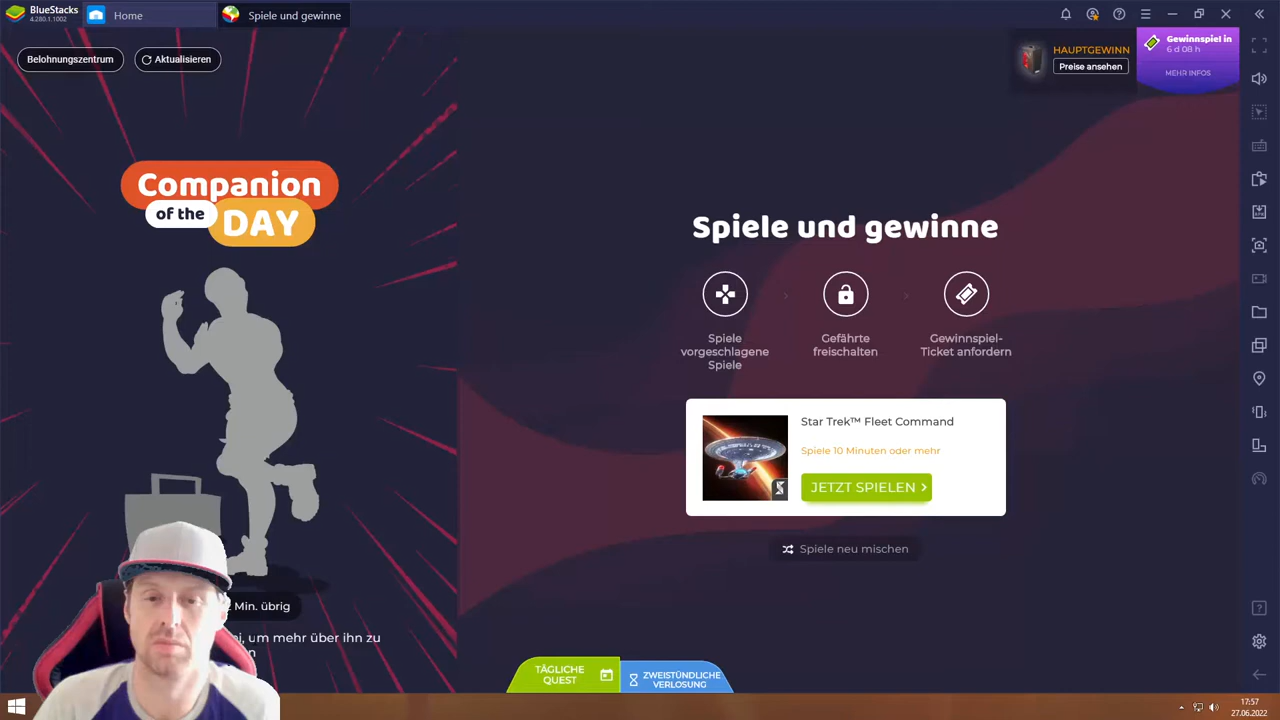 BlueStacks
4.280.1.1002
Home
Spiele und gewinne
Belohnungszentrum
Aktualisieren
HAUPTGEWINN
Preise ansehen
Gewinnspiel in
6 d 08 h
MEHR INFOS
Companion
of the
DAY
Min. übrig
um mehr über ihn zu
Spiele und gewinne
Spiele
vorgeschlagene
Spiele
Gefährte
freischalten
Gewinnspiel-
Ticket anfordern
Star Trek™ Fleet Command
Spiele 10 Minuten oder mehr
JETZT SPIELEN
Spiele neu mischen
TÄGLICHE
QUEST
ZWEISTÜNDLICHE
VERLOSUNG
17:57
27.06.2022